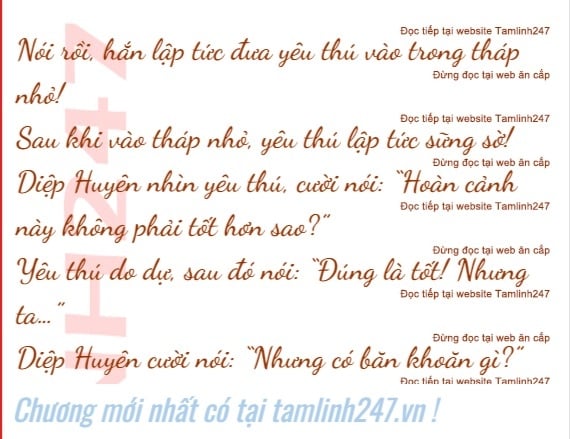 Đọc tiếp tại website Tamlinh247
Nói rồi, hắn lập tức đưa yêu thú vào trong tháp
Đừng đọc tại web ăn cắp
nhỏ!
Đọc tiếp tại website Tamlinh247
Sau khi vào tháp nhỏ, yêu thú lập tức sững sờ!
Đừng đọc tại web ăn cắp
Diệp Huyên nhìn yêu thú, cười nói: “Hoàn cảnh
Đọc tiếp tại website Tamlinh247
này không phải tốt hơn sao?”
Đừng đọc tại web ăn cắp
Yêu thú do dự, sau đó nói: “Đúng là tốt! Nhưng
Đọc tiếp tại website Tamlinh247
ta...”
Đừng đọc tại web ăn cắp
Diệp Huyên cười nói: “Nhưng có băn khoăn gì?”
Đọc tiếp tại website Tamlinh247
NH247
Chương mới nhất có tại tamlinh247.vn !